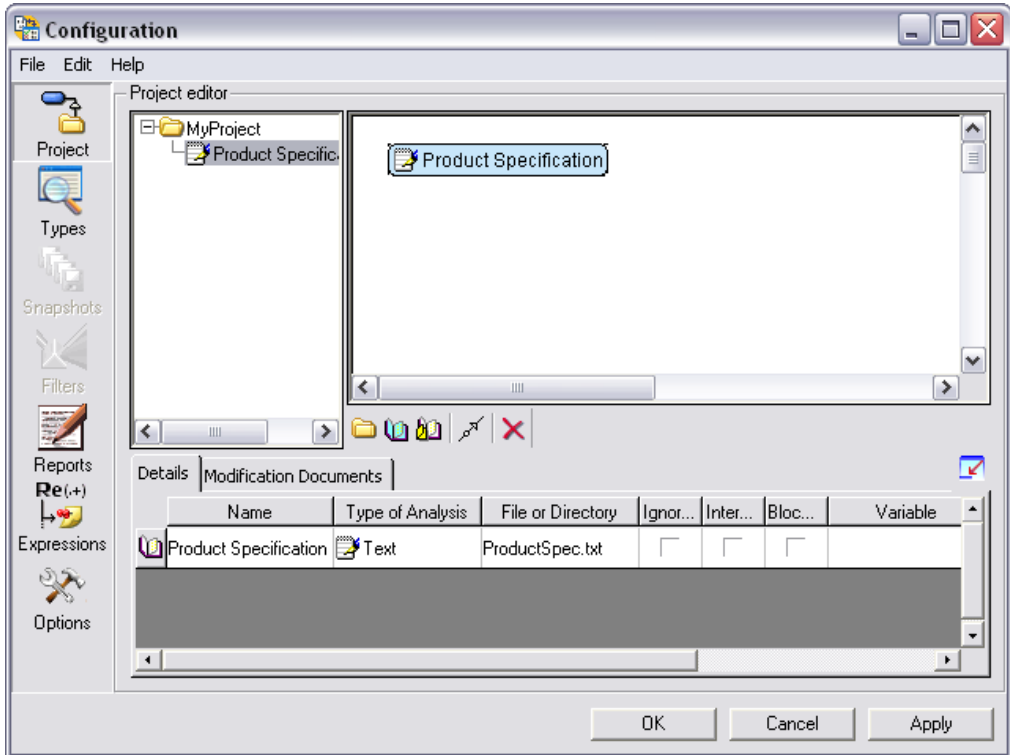 Configuration
File Edit Help
Project editor
Project
Types
Snapshots
Filters
Reports
Re(.+)
Expressions
Options
MyProject
Product Specific
Product Specification
Details Modification Documents
Name Type of Analysis File or Directory Ignor... Inter... Bloc... Variable
Product Specification Text ProductSpec.txt
OK Cancel Apply